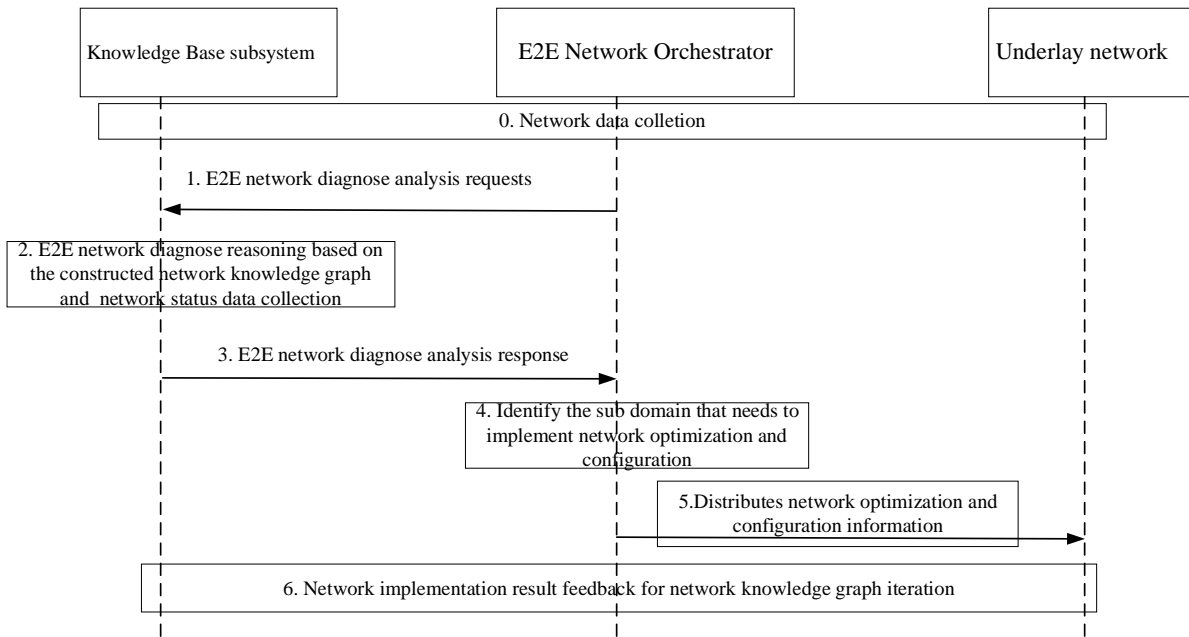 Knowledge Base subsystem
E2E Network Orchestrator
Underlay network
0. Network data colletion
1. E2E network diagnose analysis requests
2. E2E network diagnose reasoning based on
the constructed network knowledge graph
and network status data collection
3. E2E network diagnose analysis response
4. Identify the sub domain that needs to
implement network optimization and
configuration
5.Distributes network optimization and
configuration information
6. Network implementation result feedback for network knowledge graph iteration